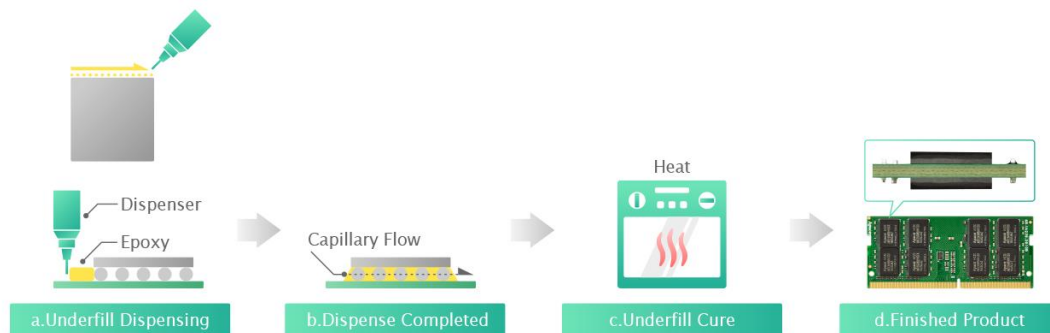 Dispenser
Epoxy
a.Underfill Dispensing
Capillary Flow
b.Dispense Completed
Heat
c.Underfill Cure
d.Finished Product